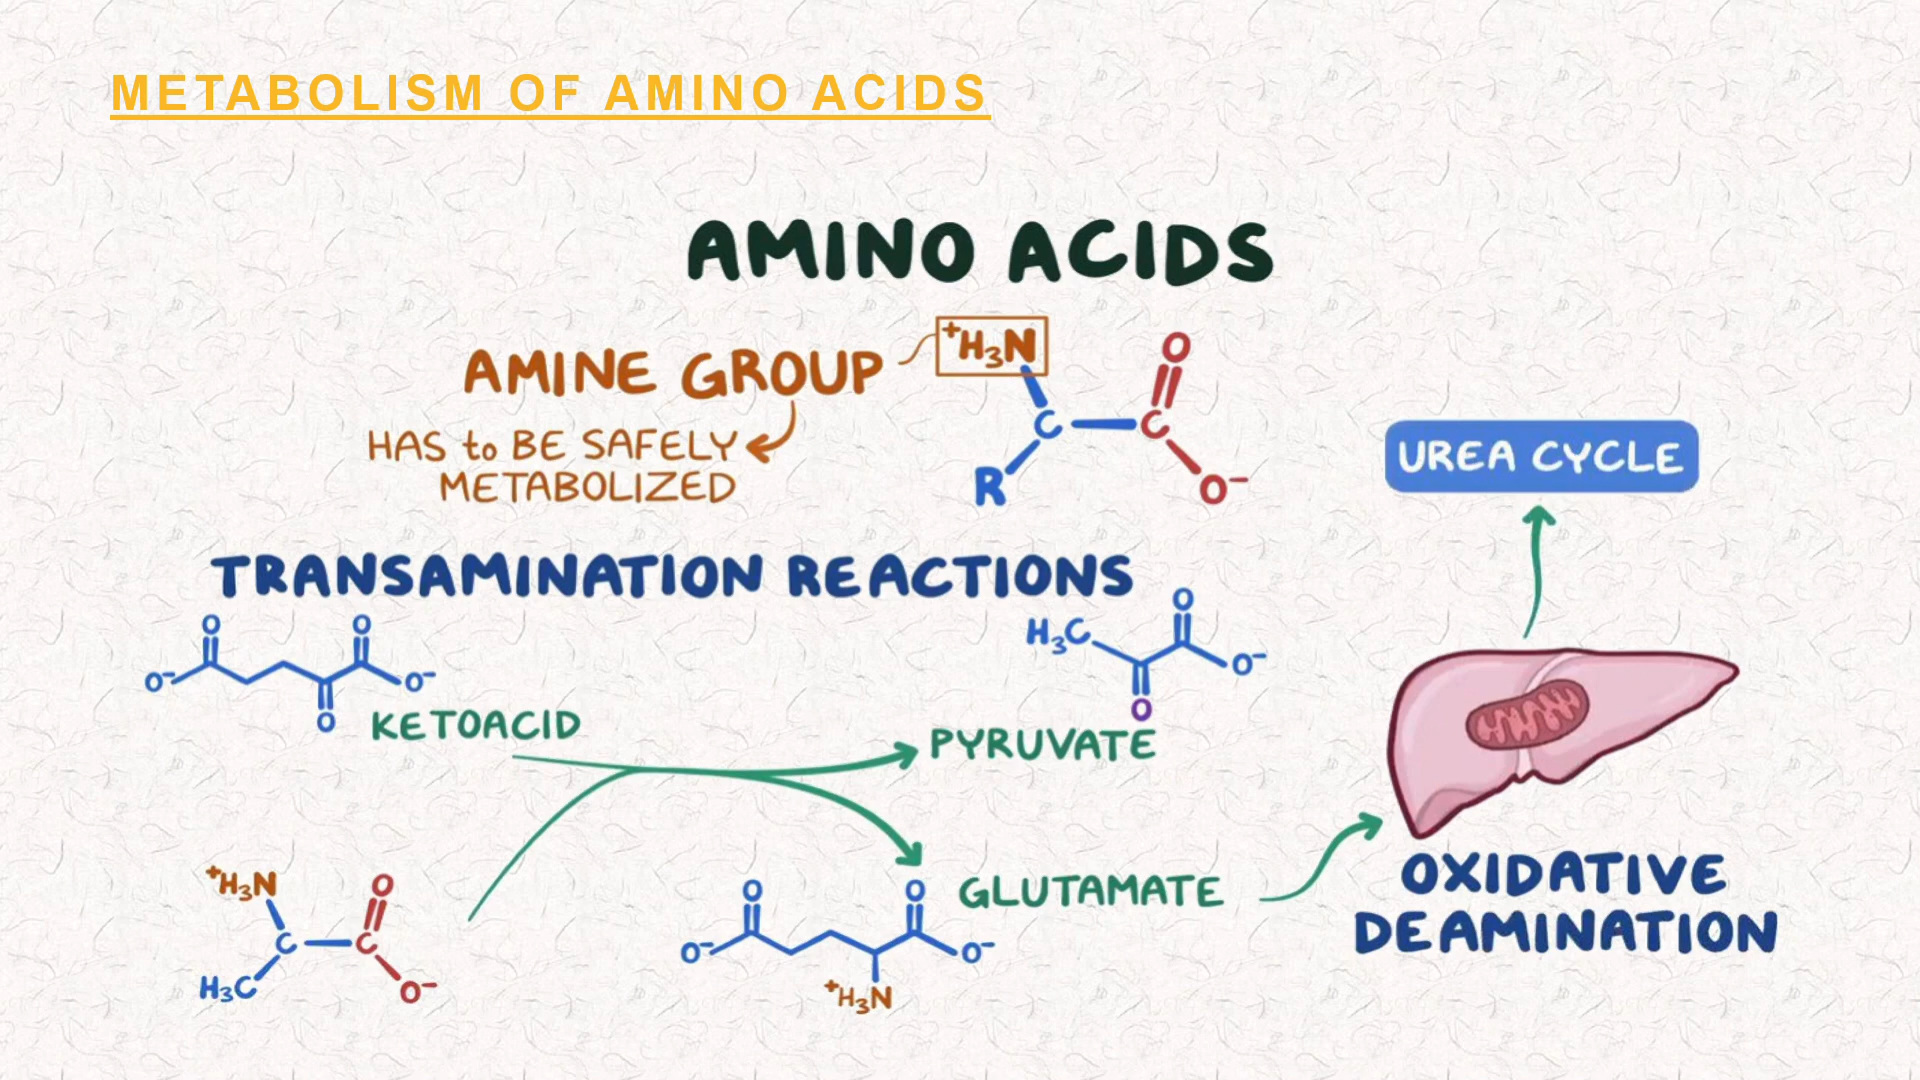 METABOLISM OF AMINO ACIDS
AMINO ACIDS
AMINE GROUP
HAS to BE SAFELY
METABOLIZED
⁺H₃N
O
C
C
R
O⁻
UREA CYCLE
TRANSAMINATION REACTIONS
O
O
O⁻
O⁻
O
KETOACID
O
H₃C
O⁻
O
PYRUVATE
⁺H₃N
O
C
C
H₃C
O⁻
O
O
GLUTAMATE
O⁻
O⁻
⁺H₃N
OXIDATIVE
DEAMINATION